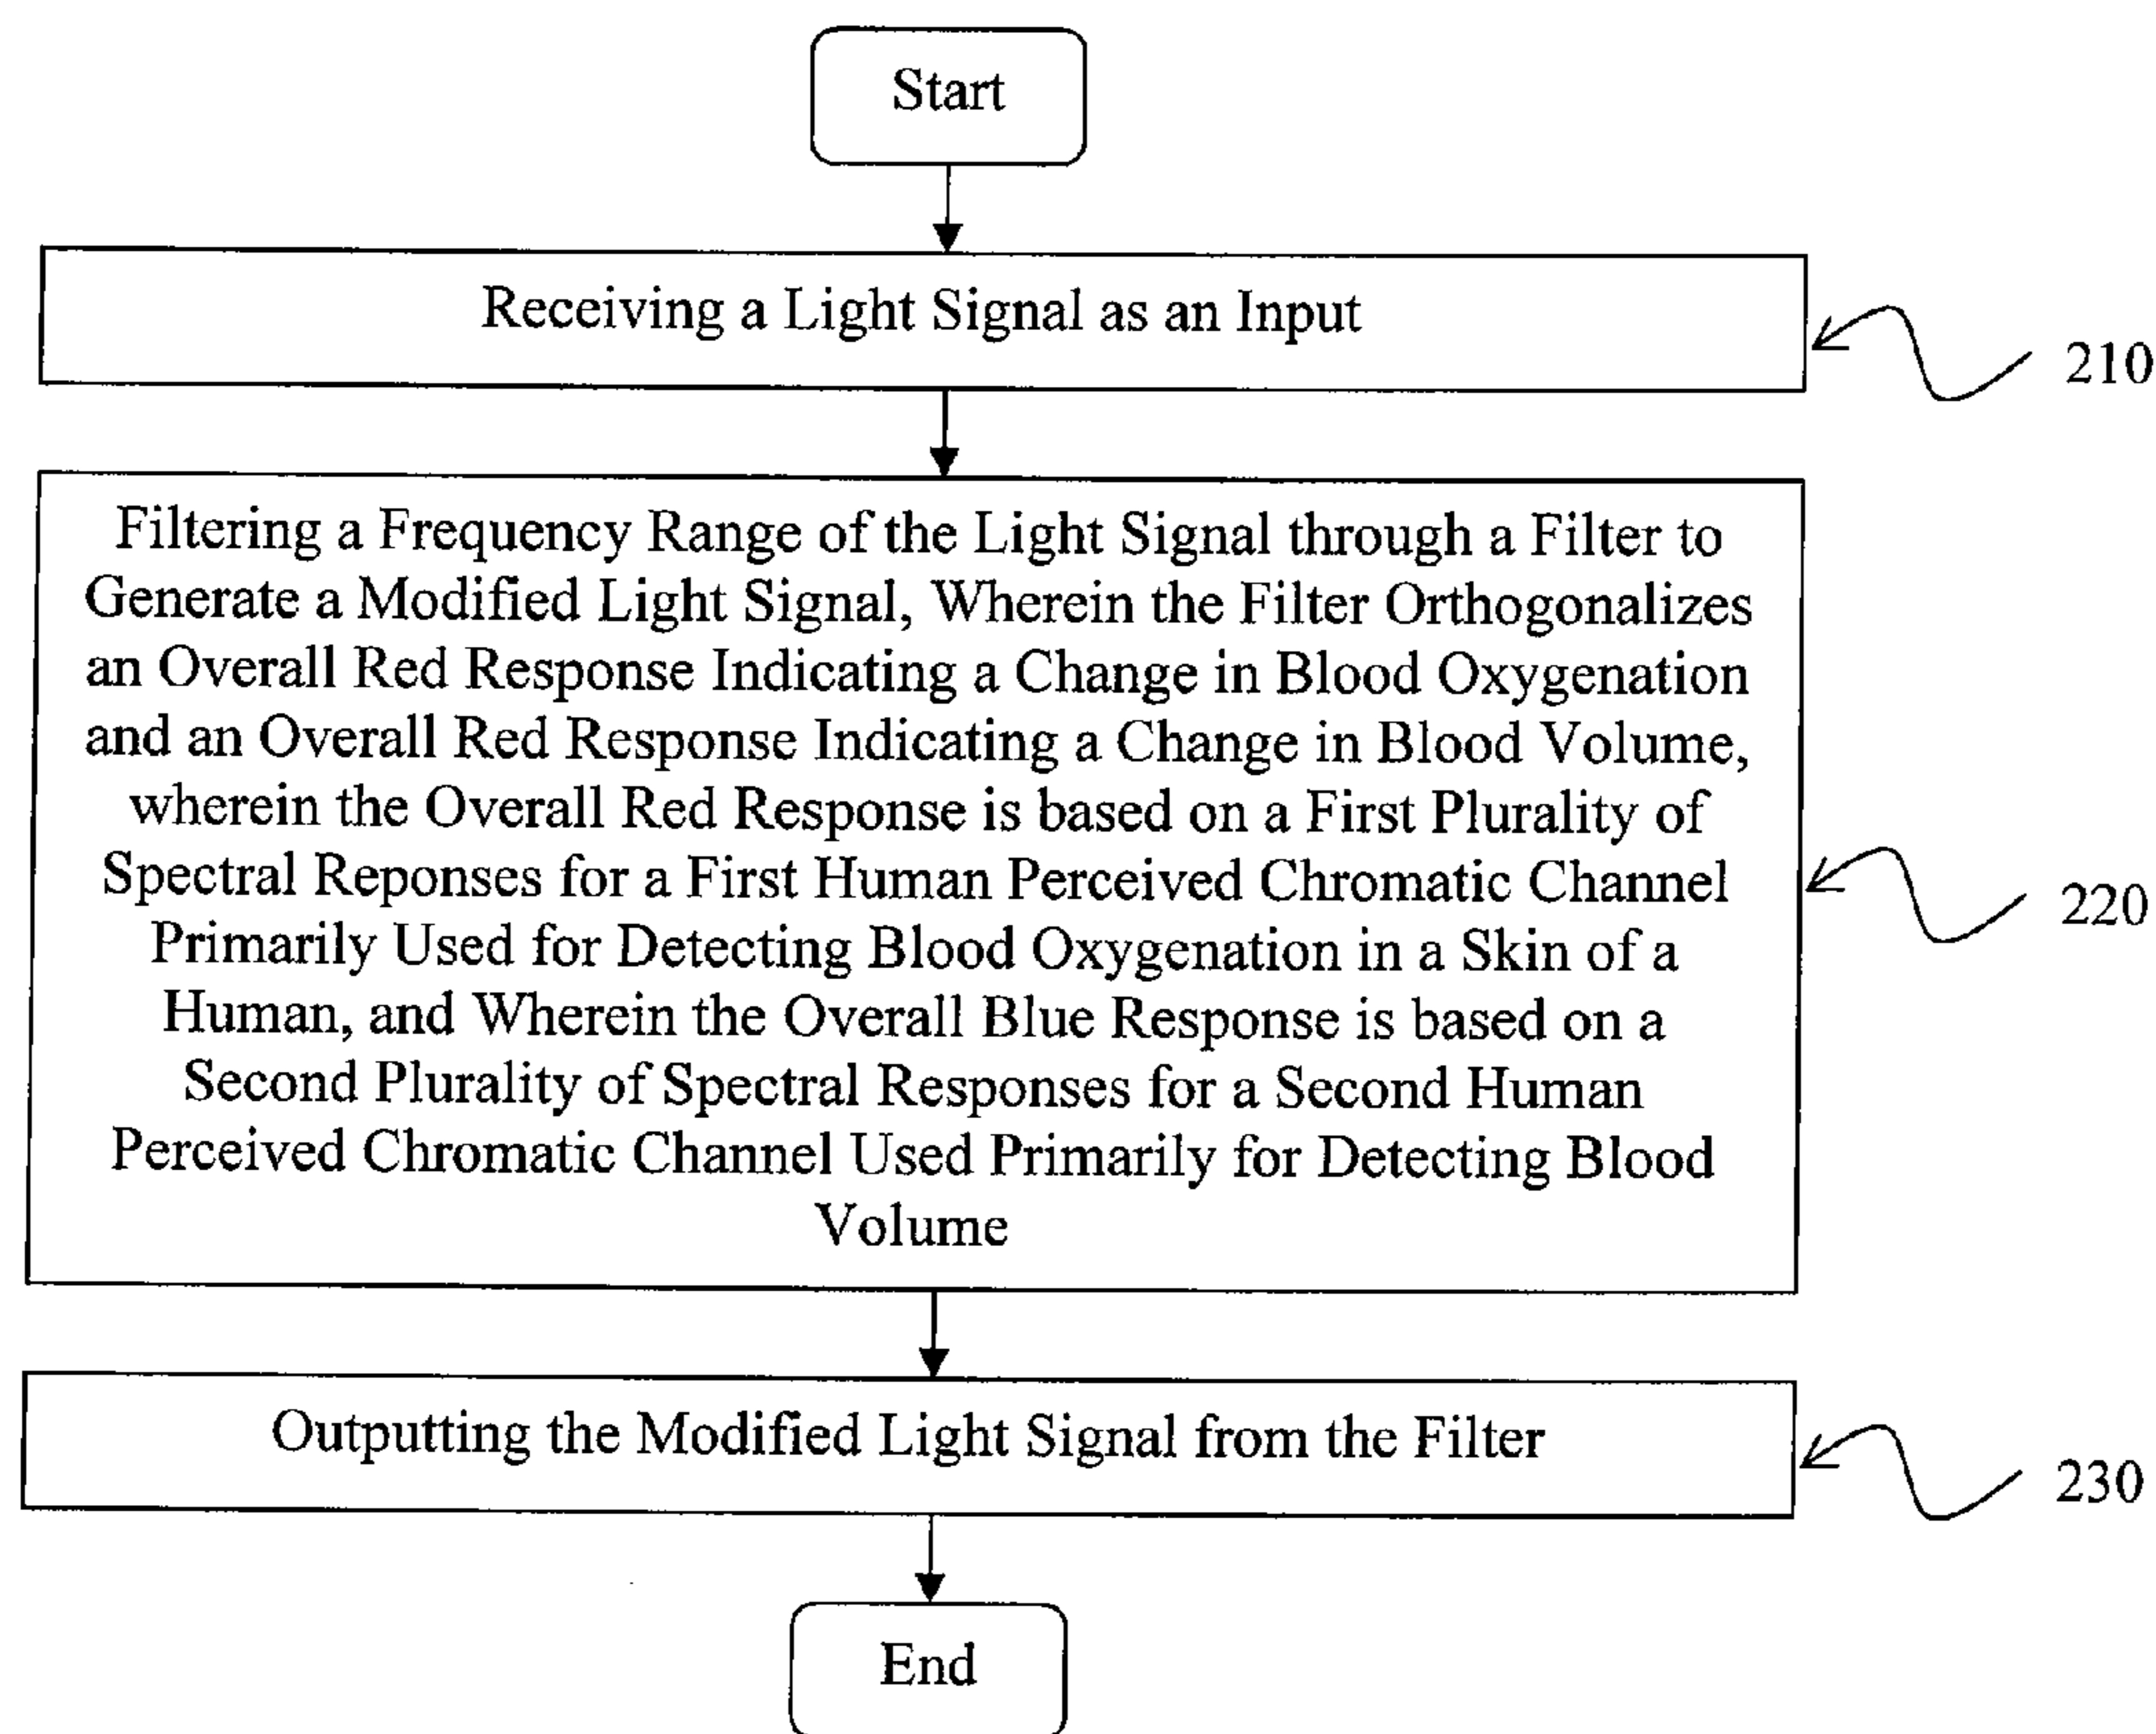 Start
Receiving a Light Signal as an Input
210
Filtering a Frequency Range of the Light Signal through a Filter to
Generate a Modified Light Signal, Wherein the Filter Orthogonalizes
an Overall Red Response Indicating a Change in Blood Oxygenation
and an Overall Red Response Indicating a Change in Blood Volume,
wherein the Overall Red Response is based on a First Plurality of
Spectral Reponses for a First Human Perceived Chromatic Channel
Primarily Used for Detecting Blood Oxygenation in a Skin of a
Human, and Wherein the Overall Blue Response is based on a
Second Plurality of Spectral Responses for a Second Human
Perceived Chromatic Channel Used Primarily for Detecting Blood
Volume
220
Outputting the Modified Light Signal from the Filter
230
End